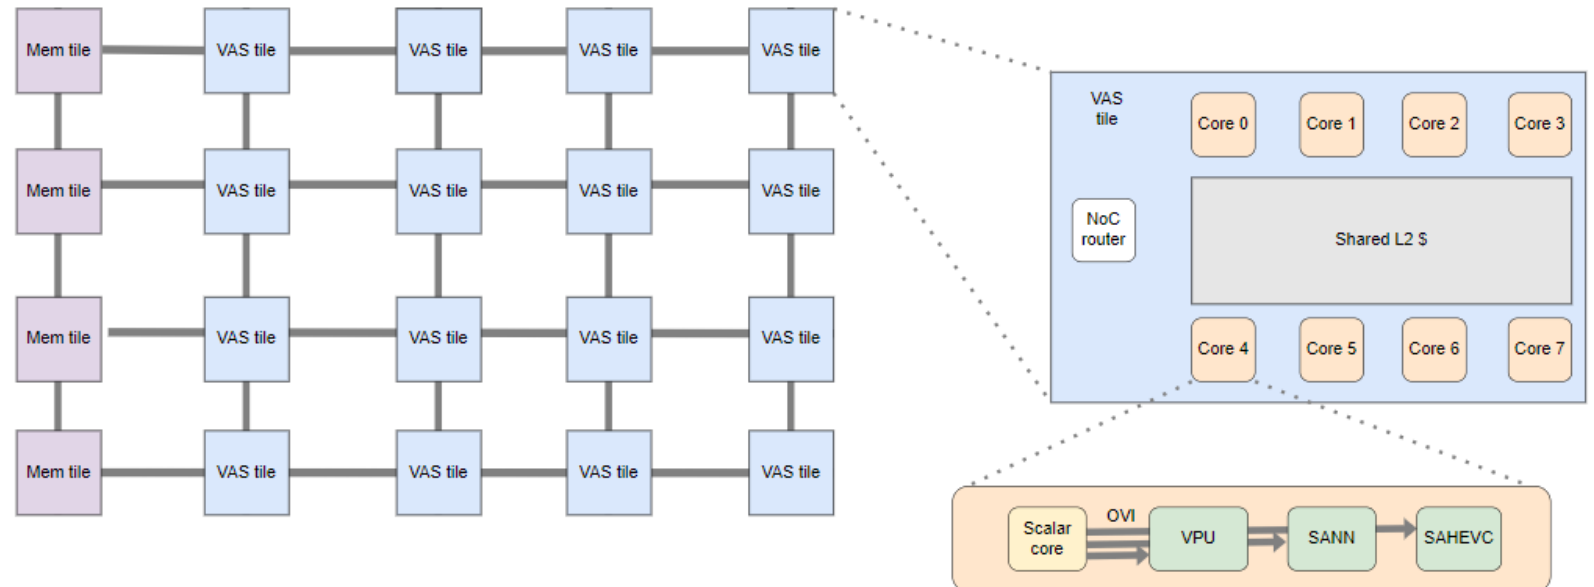 Mem tile
VAS tile
VAS tile
VAS tile
VAS tile
Mem tile
VAS tile
VAS tile
VAS tile
VAS tile
Mem tile
VAS tile
VAS tile
VAS tile
VAS tile
Mem tile
VAS tile
VAS tile
VAS tile
VAS tile
VAS
tile
Core 0
Core 1
Core 2
Core 3
NoC
router
Shared L2 $
Core 4
Core 5
Core 6
Core 7
Scalar
core
OVI
VPU
SANN
SAHEVC